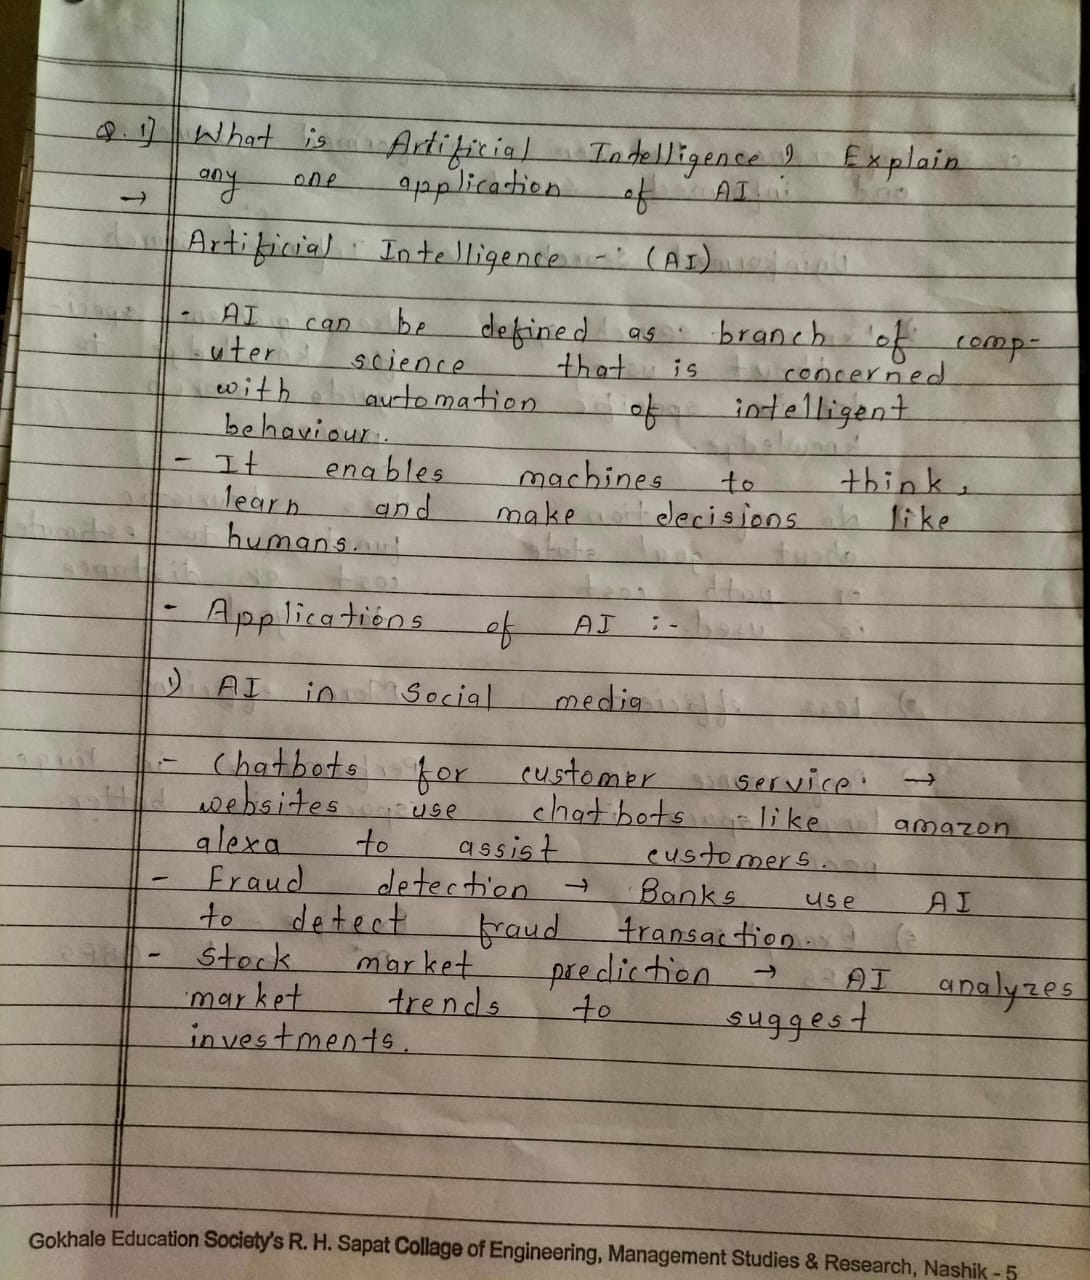 Q.1] What is Artificial Intelligence? Explain
any one application of AI.
→
Artificial Intelligence - (AI)
- AI can be defined as branch of comp-
uter science that is concerned
with automation of intelligent
behaviour.
- It enables machines to think,
learn and make decisions like
humans.
- Applications of AI :-
1) AI in Social media
- Chatbots for customer service →
websites use chatbots like amazon
alexa to assist customers.
- Fraud detection → Banks use AI
to detect fraud transaction.
- Stock market prediction → AI analyzes
market trends to suggest
investments.
Gokhale Education Society's R. H. Sapat Collage of Engineering, Management Studies & Research, Nashik - 5